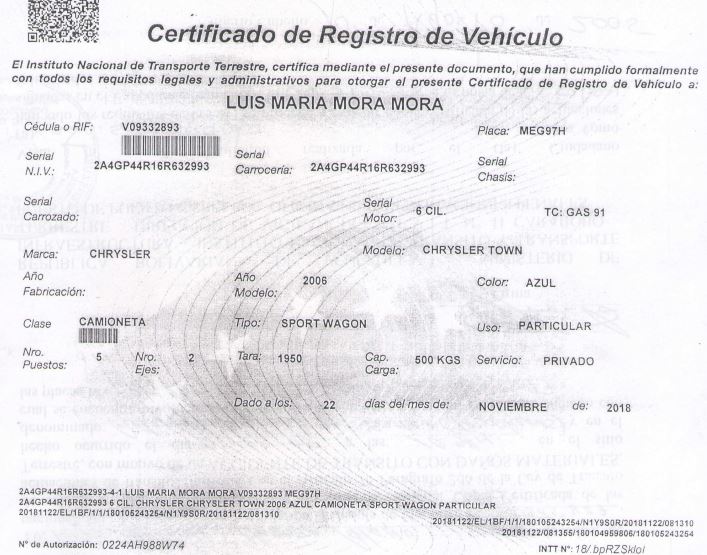 Certificado de Registro de Vehículo
El Instituto Nacional de Transporte Terrestre, certifica mediante el presente documento, que han cumplido formalmente
con todos los requisitos legales y administrativos para otorgar el presente Certificado de Registro de Vehículo a:
LUIS MARIA MORA MORA
Cédula o RIF: V09332893 Placa: MEG97H
Serial N.I.V.: 2A4GP44R16R632993 Serial Carrocería: 2A4GP44R16R632993 Serial Chasis:
Serial Carrozado: Serial Motor: 6 CIL. TC: GAS 91
Marca: CHRYSLER Modelo: CHRYSLER TOWN
Año Fabricación: Año Modelo: 2006 Color: AZUL
Clase CAMIONETA Tipo: SPORT WAGON Uso: PARTICULAR
Nro. Puestos: 5 Nro. Ejes: 2 Tara: 1950 Cap. Carga: 500 KGS Servicio: PRIVADO
Dado a los: 22 días del mes de: NOVIEMBRE de: 2018
2A4GP44R16R632993-4-1 LUIS MARIA MORA MORA V09332893 MEG97H
2A4GP44R16R632993 6 CIL. CHRYSLER CHRYSLER TOWN 2006 AZUL CAMIONETA SPORT WAGON PARTICULAR
20181122/EL/1BF/1/1/180105243254/N1Y9S0R/20181122/081310
20181122/EL/1BF/1/1/180105243254/N1Y9S0R/20181122/081310
20181122/081355/180104959806/180105243254
N° de Autorización: 0224AH988W74
INTT N°: 18/.bpRZSkloI